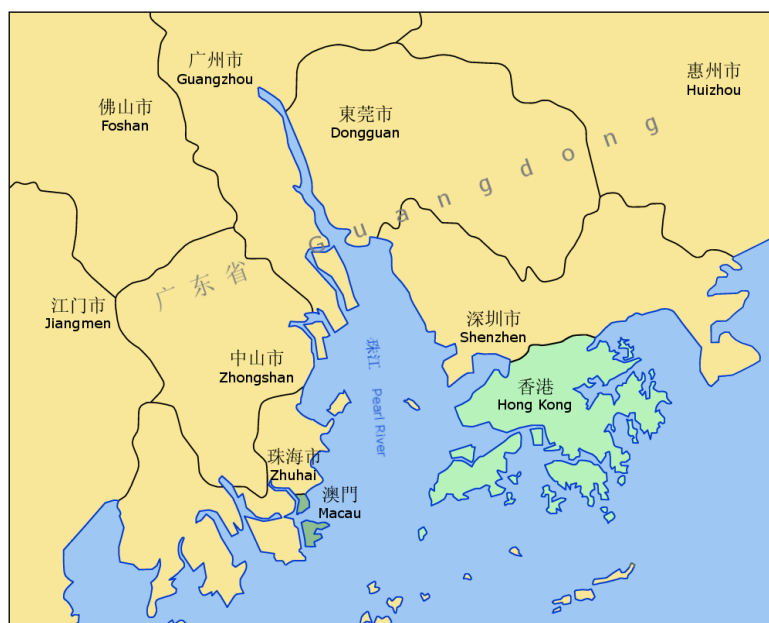 广州市
Guangzhou
惠州市
Huizhou
佛山市
Foshan
東莞市
Dongguan
Guangdong
广东省
江门市
Jiangmen
深圳市
Shenzhen
中山市
Zhongshan
珠江 Pearl River
香港
Hong Kong
珠海市
Zhuhai
澳門
Macau